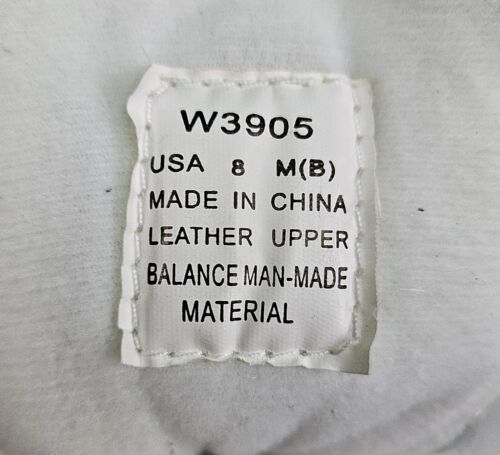 W3905
USA 8 M(B)
MADE IN CHINA
LEATHER UPPER
BALANCE MAN-MADE
MATERIAL